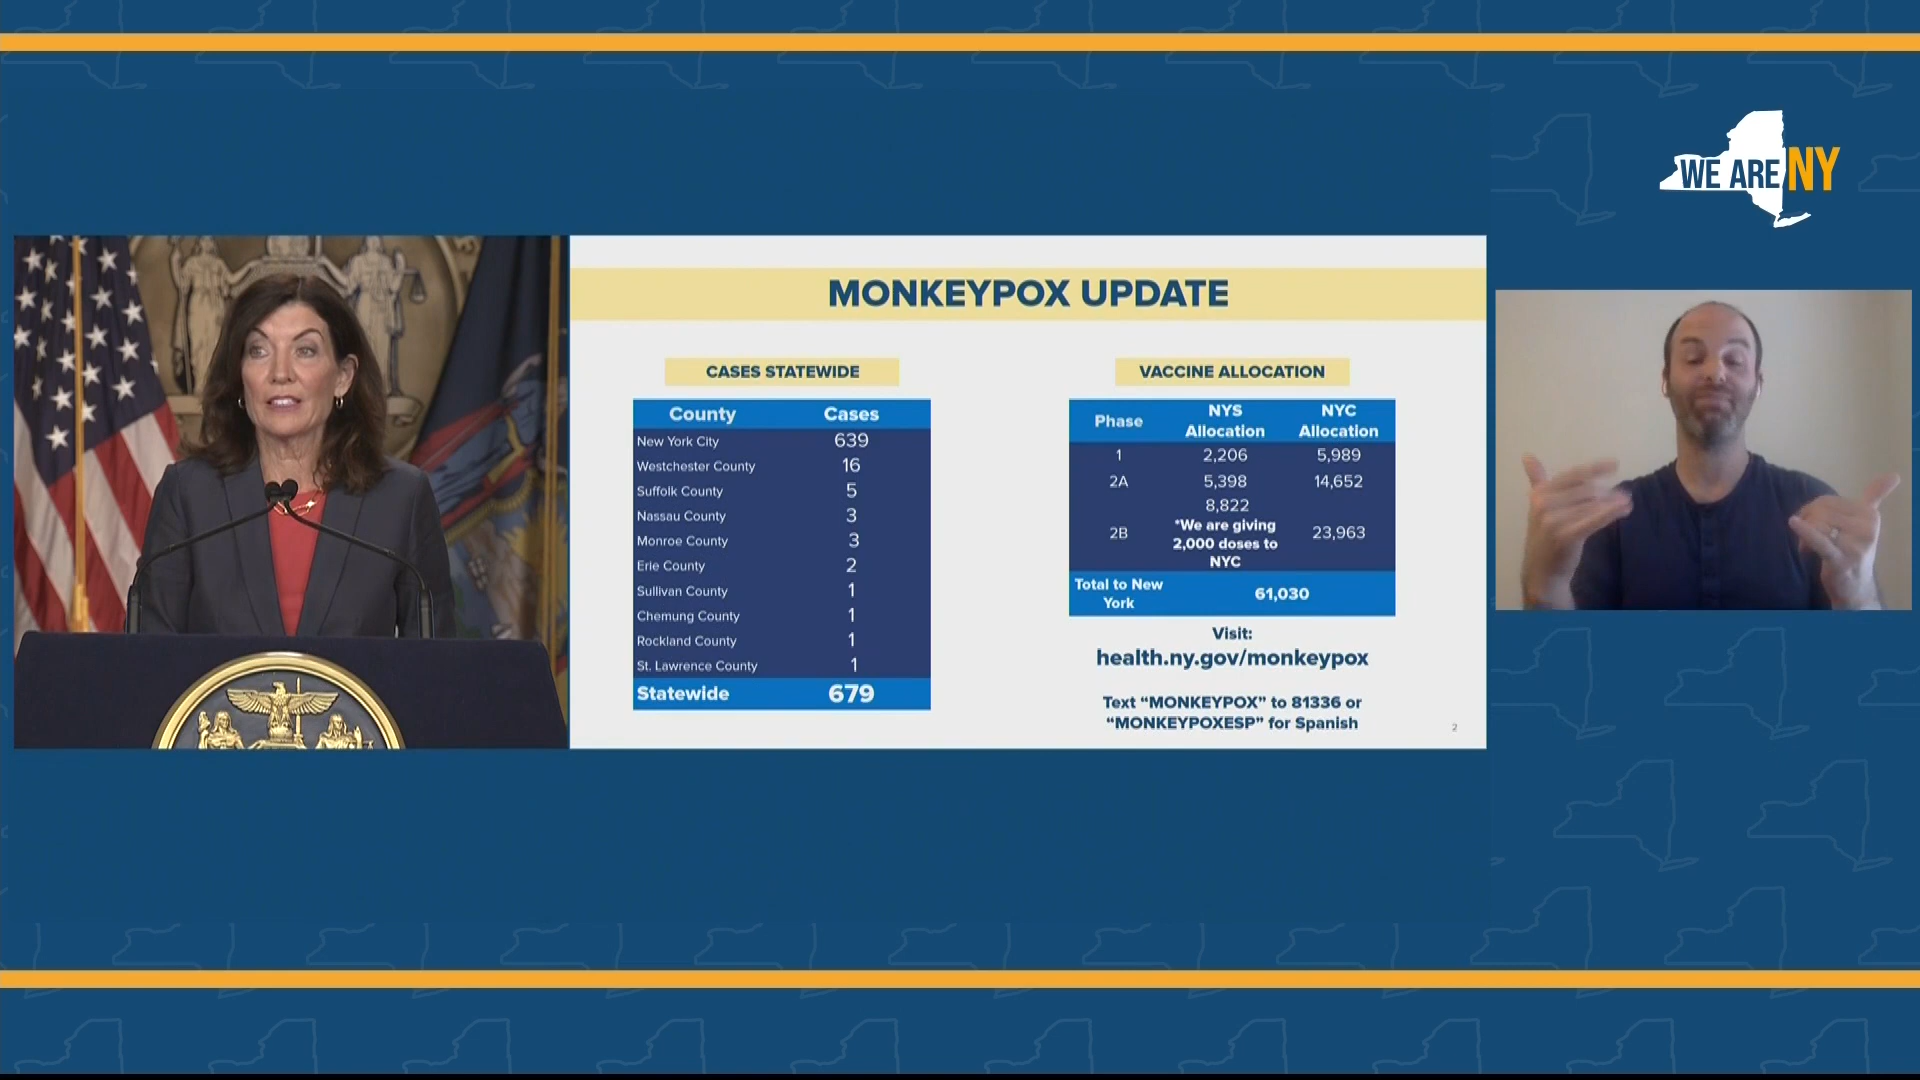 WE ARE NY
MONKEYPOX UPDATE
CASES STATEWIDE
County Cases
New York City 639
Westchester County 16
Suffolk County 5
Nassau County 3
Monroe County 3
Erie County 2
Sullivan County 1
Chemung County 1
Rockland County 1
St. Lawrence County 1
Statewide 679
VACCINE ALLOCATION
Phase NYS Allocation NYC Allocation
1 2,206 5,989
2A 5,398 14,652
2B 8,822 23,963
*We are giving
2,000 doses to
NYC
Total to New York 61,030
Visit:
health.ny.gov/monkeypox
Text “MONKEYPOX” to 81336 or
“MONKEYPOXESP” for Spanish
2